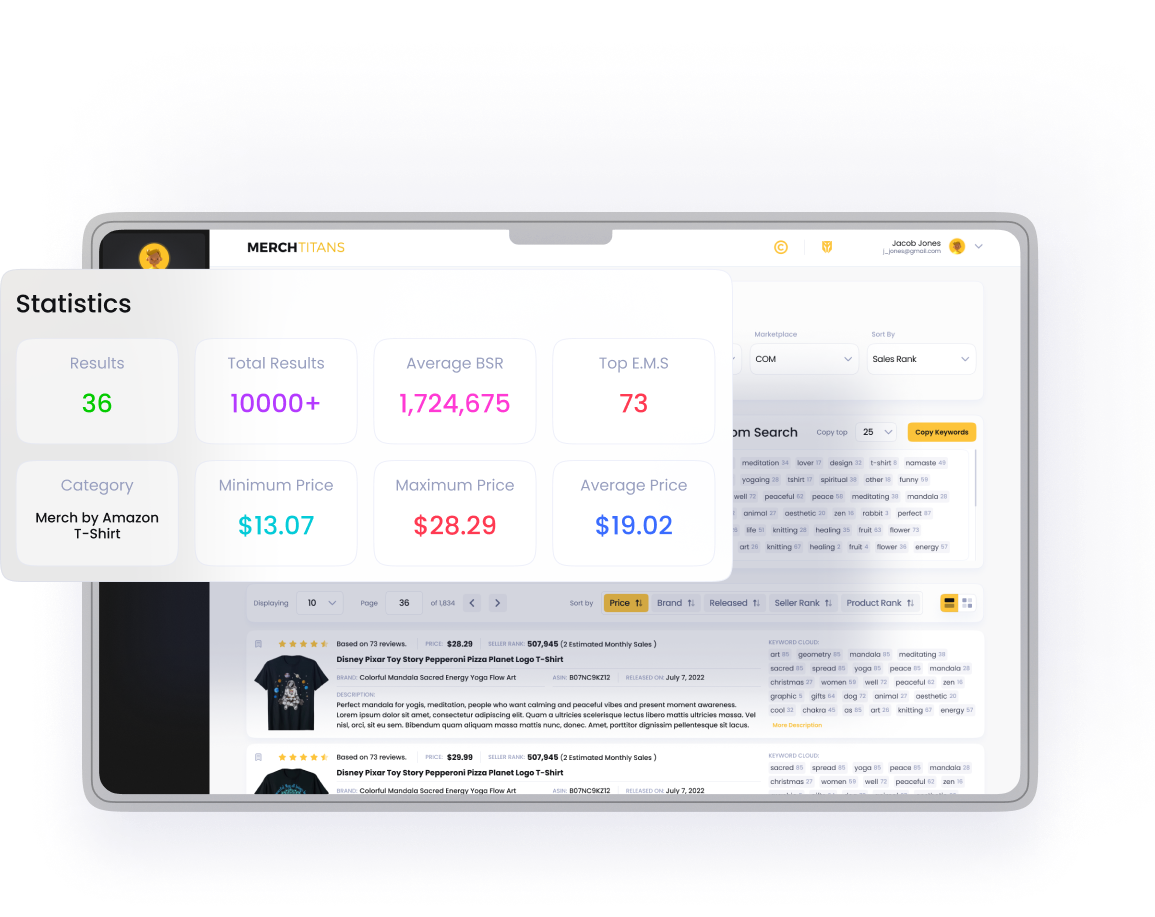 MERCHTITANS
Jacob Jones
j_jones@gmail.com
Statistics
Results
36
Total Results
10000+
Average BSR
1,724,675
Top E.M.S
73
Category
Merch by Amazon
T-Shirt
Minimum Price
$13.07
Maximum Price
$28.29
Average Price
$19.02
Marketplace
COM
Sort By
Sales Rank
om Search
Copy top
25
Copy Keywords
meditation 34 lover 17 design 32 t-shirt 6 namaste 49
yogaing 28 tshirt 57 spiritual 38 other 16 funny 59
well 72 peaceful 62 peace 56 meditating 38 mandala 28
animal 27 aesthetic 20 zen 16 rabbit 3 perfect 87
life 51 knitting 28 healing 35 fruit 63 flower 73
art 26 knitting 67 healing 2 fruit 4 flower 36 energy 57
Displaying 10 Page 36 of 1,834
Sort by Price Brand Released Seller Rank Product Rank
Based on 73 reviews. PRICE: $28.29 SELLER RANK: 507,945 (2 Estimated Monthly Sales )
Disney Pixar Toy Story Pepperoni Pizza Planet Logo T-Shirt
BRAND: Colorful Mandala Sacred Energy Yoga Flow Art ASIN: B07NC9KZ12 RELEASED ON: July 7, 2022
DESCRIPTION:
Perfect mandala for yogis, meditation, people who want calming and peaceful vibes and present moment awareness.
Lorem ipsum dolor sit amet, consectetur adipiscing elit. Quam a ultricies scelerisque lectus libero mattis ultricies massa. Vel
nisl, orci, sit eu sem. Bibendum quam aliquam massa mattis nunc, donec. Amet, porttitor dignissim pellentesque sit lacus.
KEYWORD CLOUD:
art 85 geometry 85 mandala 85 meditating 38
sacred 85 spread 85 yoga 85 peace 85 mandala 28
christmas 27 women 59 well 72 peaceful 62 zen 16
graphic 5 gifts 64 dog 72 animal 27 aesthetic 20
cool 32 chakra 45 as 85 art 26 knitting 57 energy 57
More Description
Based on 73 reviews. PRICE: $29.99 SELLER RANK: 507,945 (2 Estimated Monthly Sales )
Disney Pixar Toy Story Pepperoni Pizza Planet Logo T-Shirt
BRAND: Colorful Mandala Sacred Energy Yoga Flow Art ASIN: B07NC9KZ12 RELEASED ON: July 7, 2022
KEYWORD CLOUD:
sacred 85 spread 85 yoga 85 peace 85 mandala 28
christmas 27 women 59 well 72 peaceful 62 zen 16